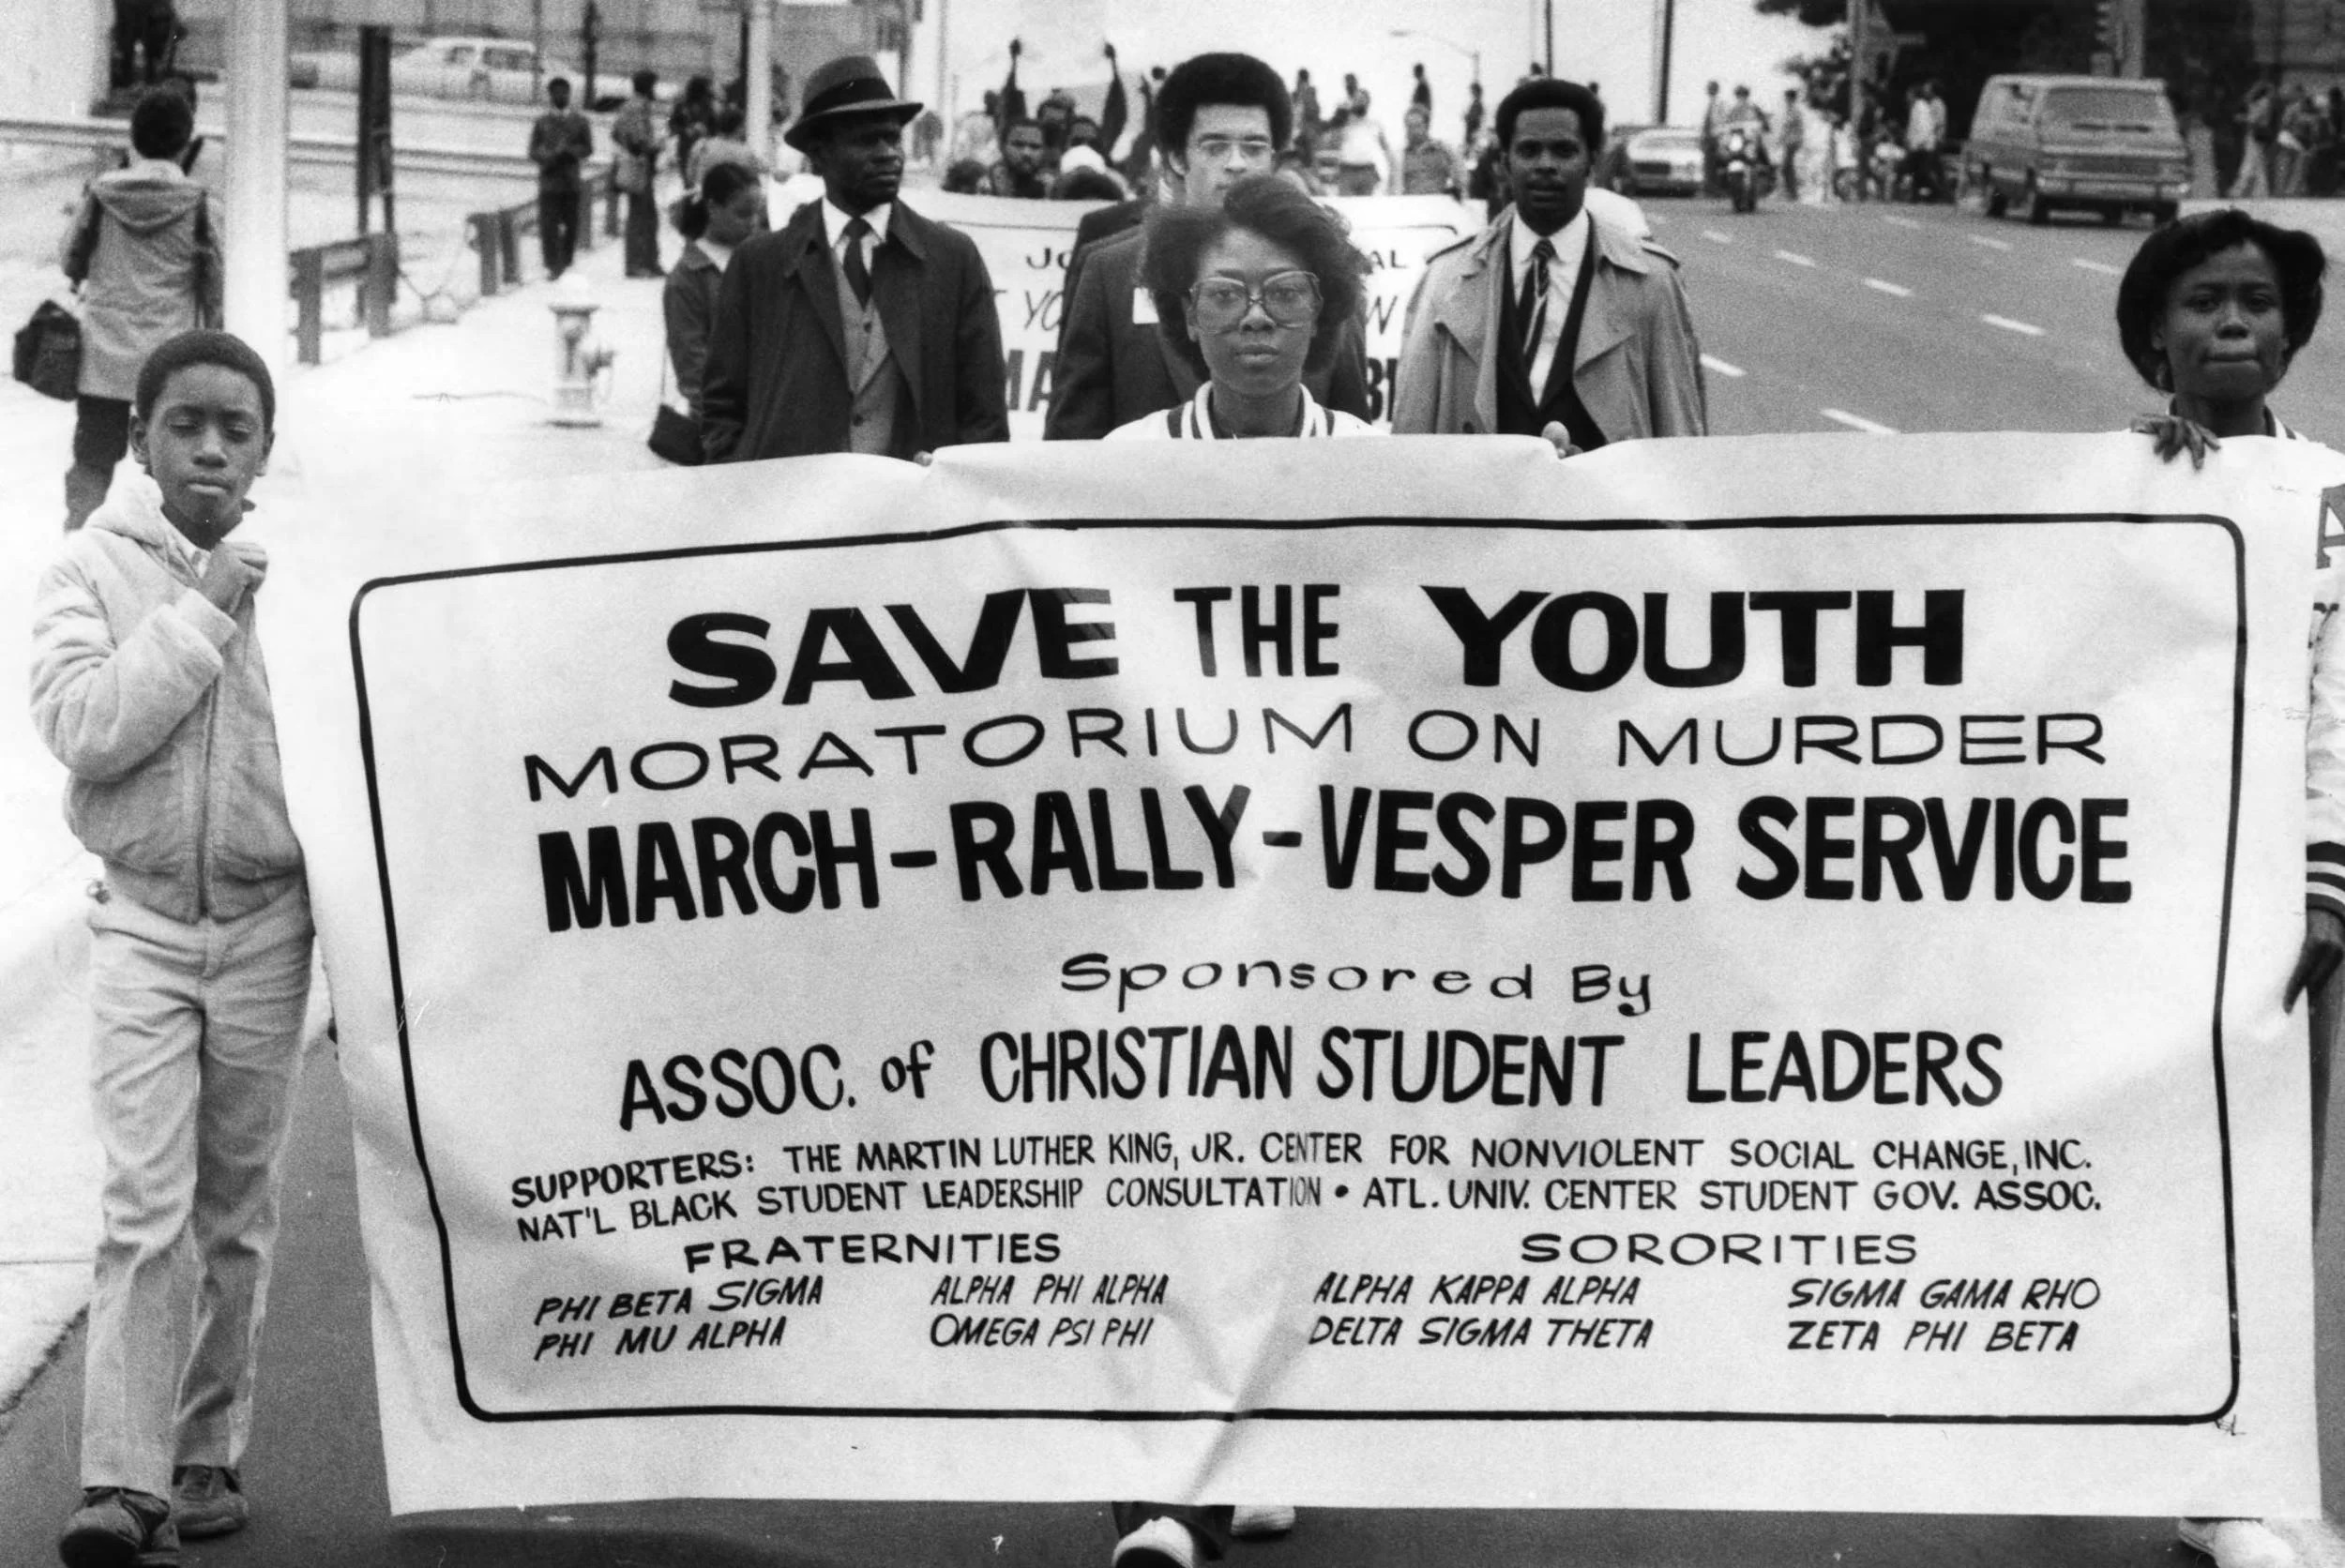 SAVE THE YOUTH
MORATORIUM ON MURDER
MARCH-RALLY-VESPER SERVICE
Sponsored By
ASSOC. of CHRISTIAN STUDENT LEADERS
SUPPORTERS: THE MARTIN LUTHER KING, JR. CENTER FOR NONVIOLENT SOCIAL CHANGE, INC.
NAT'L BLACK STUDENT LEADERSHIP CONSULTATION • ATL. UNIV. CENTER STUDENT GOV. ASSOC.
FRATERNITIES SORORITIES
PHI BETA SIGMA ALPHA PHI ALPHA ALPHA KAPPA ALPHA SIGMA GAMA RHO
PHI MU ALPHA OMEGA PSI PHI DELTA SIGMA THETA ZETA PHI BETA